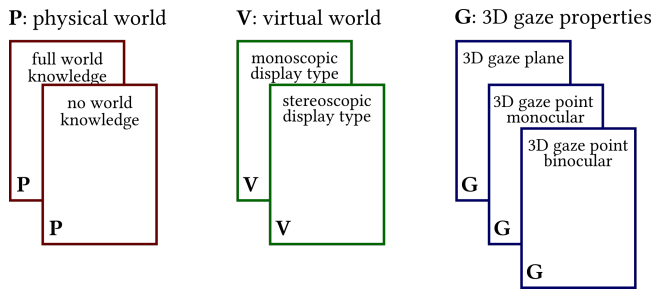 P: physical world
full world
knowledge
no world
knowledge
P
P
V: virtual world
monoscopic
display type
stereoscopic
display type
V
V
G: 3D gaze properties
3D gaze plane
3D gaze point
monocular
3D gaze point
binocular
G
G
G